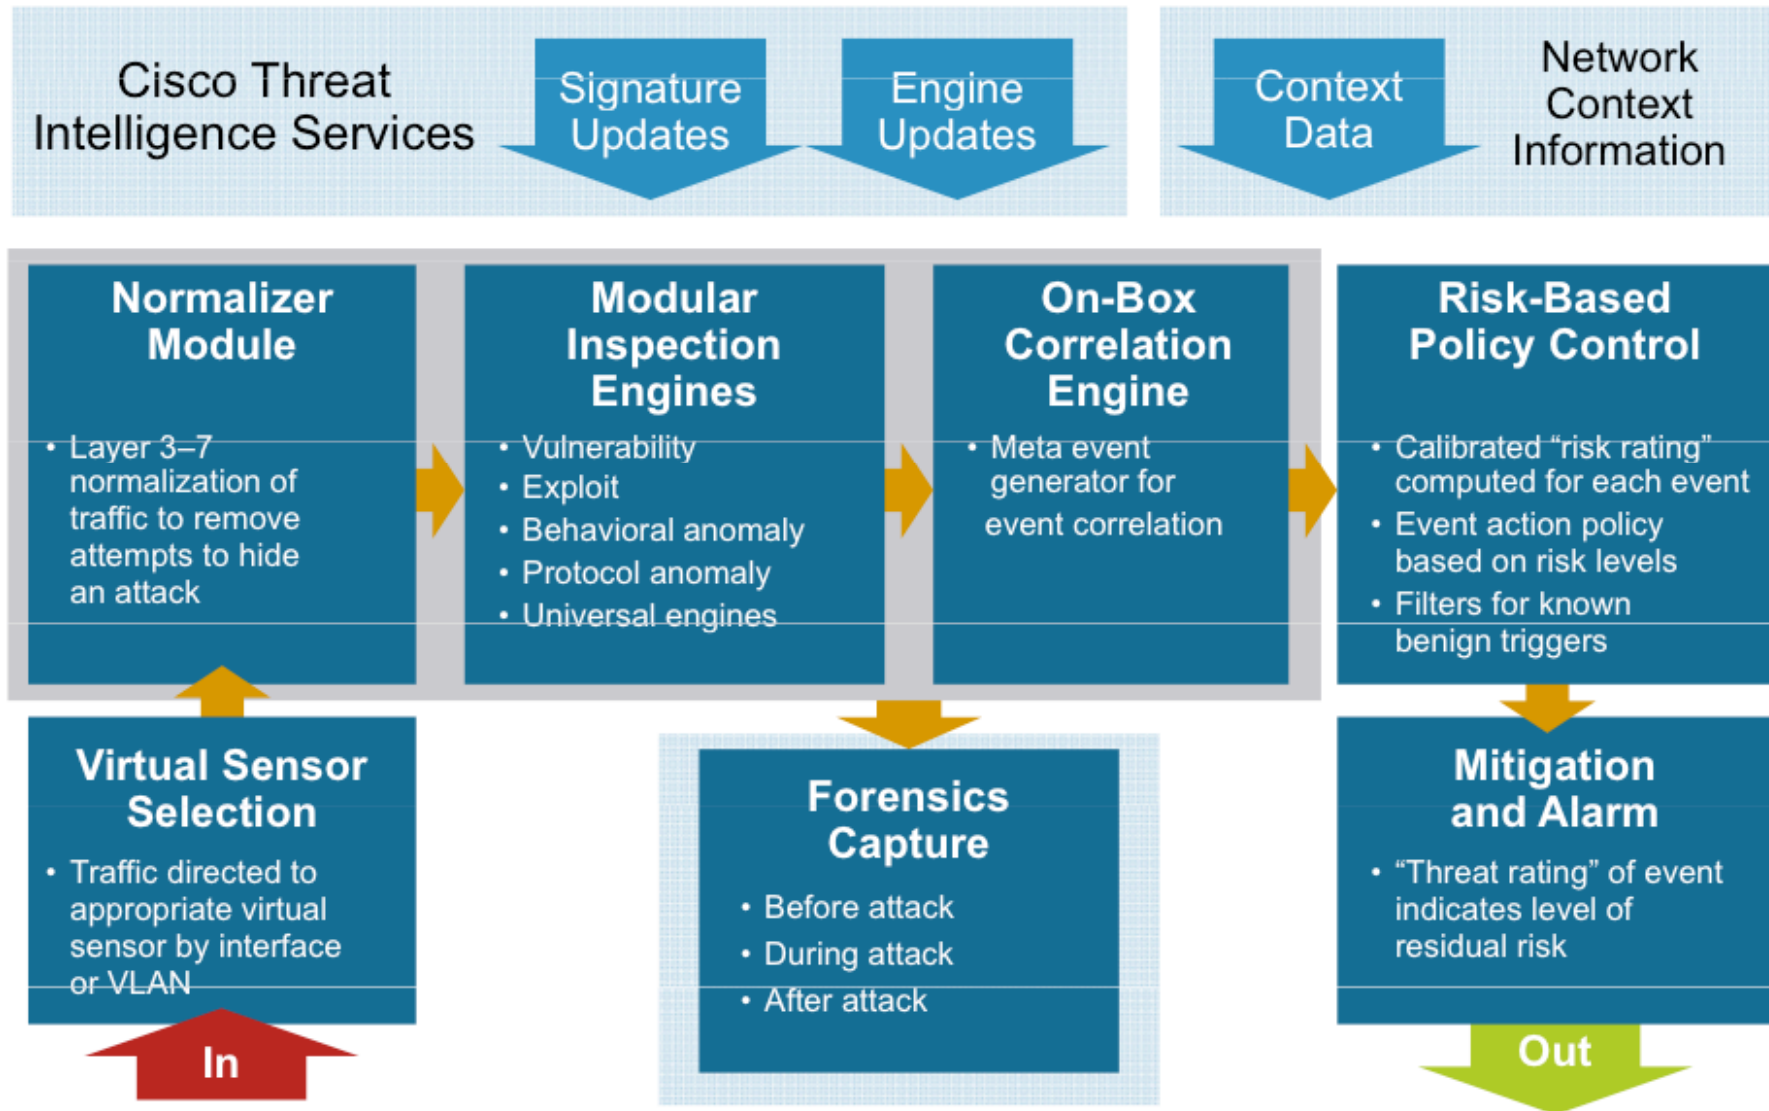 Cisco Threat
Intelligence Services
Signature
Updates
Engine
Updates
Context
Data
Network
Context
Information
Normalizer
Module
• Layer 3–7
normalization of
traffic to remove
attempts to hide
an attack
Modular
Inspection
Engines
• Vulnerability
• Exploit
• Behavioral anomaly
• Protocol anomaly
• Universal engines
On-Box
Correlation
Engine
• Meta event
generator for
event correlation
Risk-Based
Policy Control
• Calibrated “risk rating”
computed for each event
• Event action policy
based on risk levels
• Filters for known
benign triggers
Virtual Sensor
Selection
• Traffic directed to
appropriate virtual
sensor by interface
or VLAN
In
Forensics
Capture
• Before attack
• During attack
• After attack
Mitigation
and Alarm
• “Threat rating” of event
indicates level of
residual risk
Out